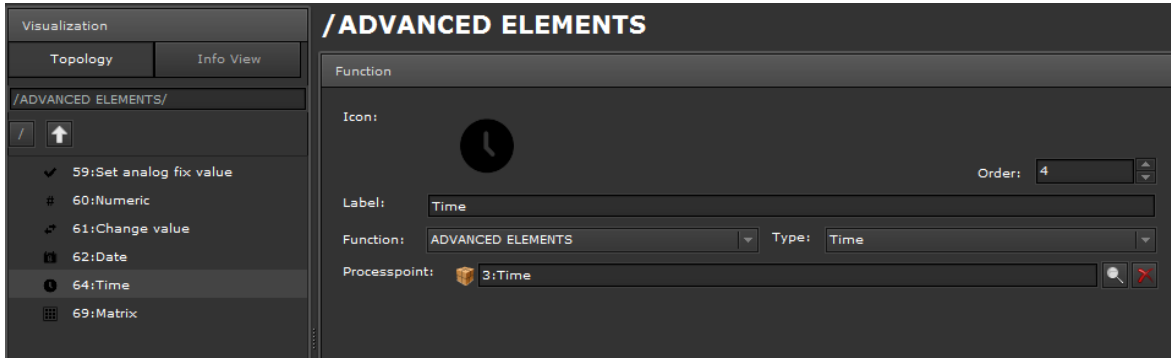 Visualization
Topology
Info View
/ADVANCED ELEMENTS/
/
59:Set analog fix value
60:Numeric
61:Change value
62:Date
64:Time
69:Matrix
/ADVANCED ELEMENTS
Function
Icon:
Order: 4
Label: Time
Function: ADVANCED ELEMENTS Type: Time
Processpoint: 3:Time